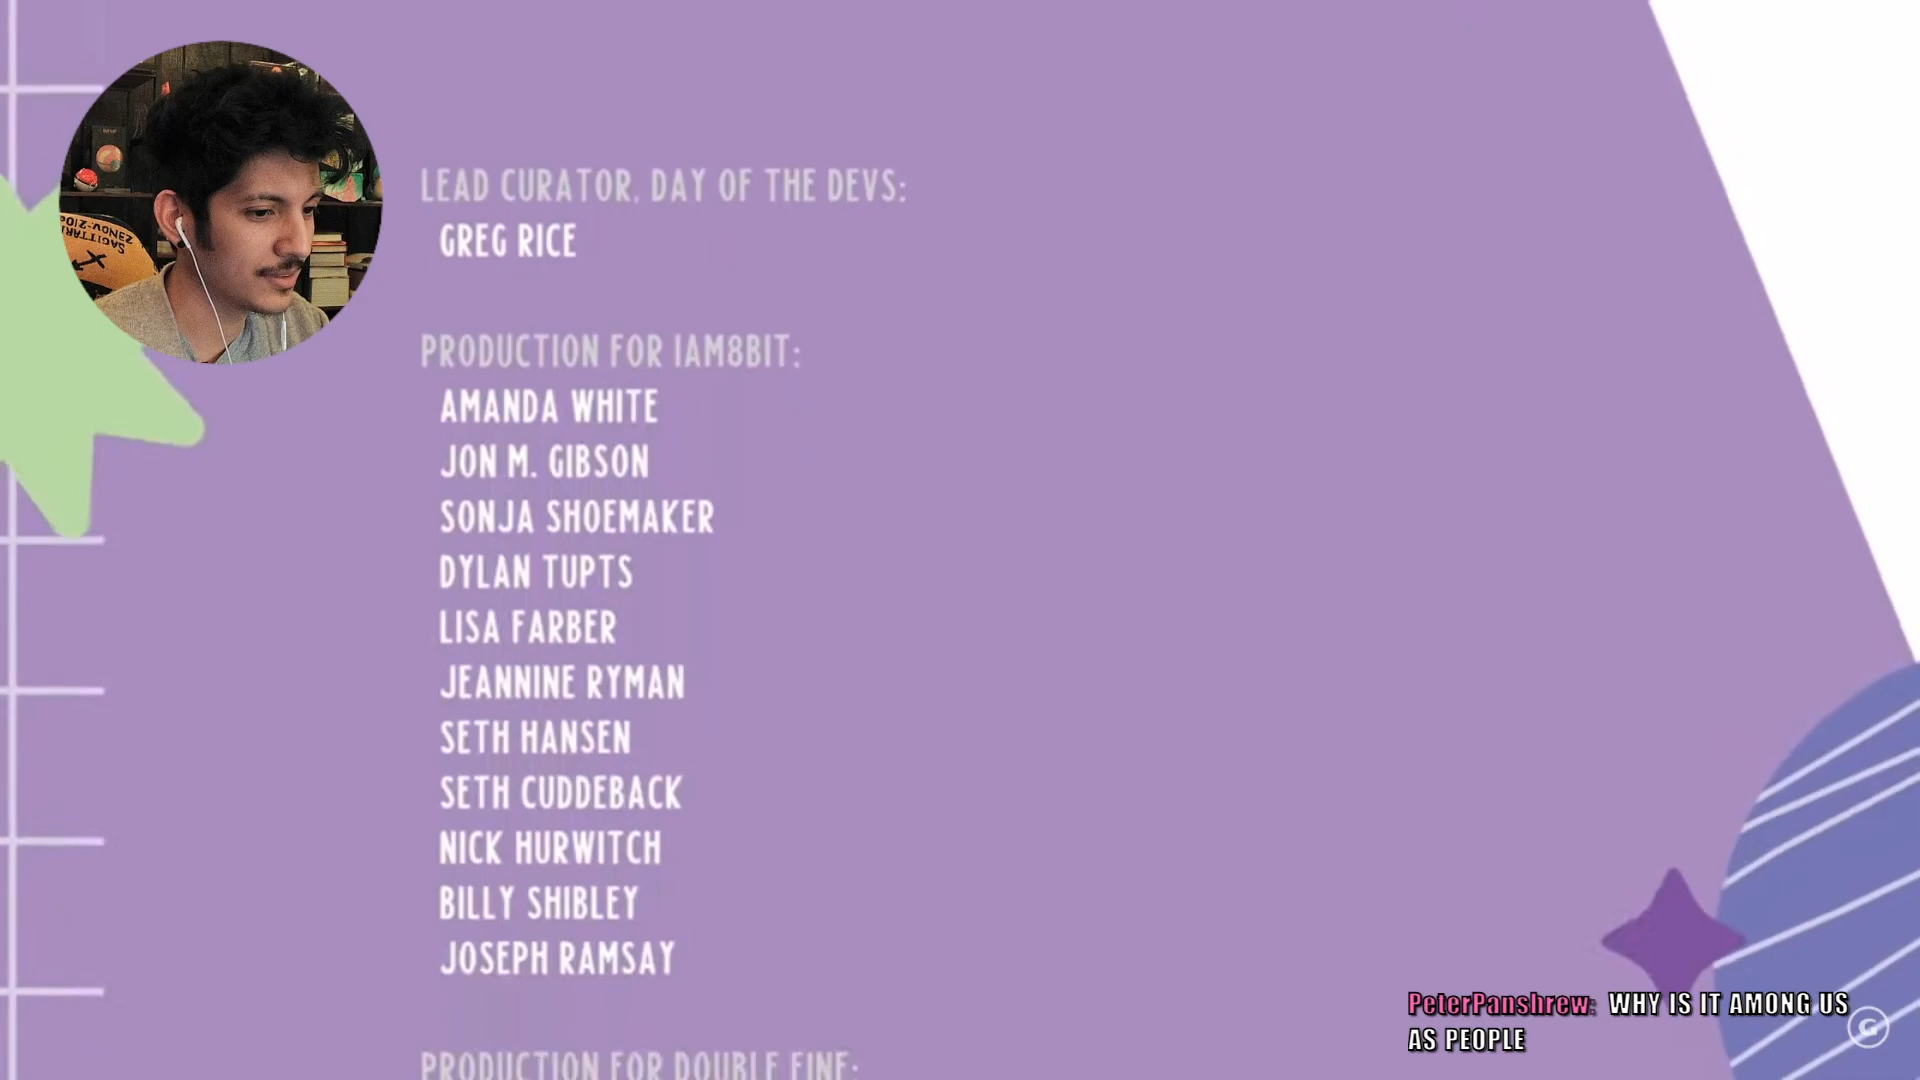 LEAD CURATOR, DAY OF THE DEVS:
GREG RICE
PRODUCTION FOR IAM8BIT:
AMANDA WHITE
JON M. GIBSON
SONJA SHOEMAKER
DYLAN TUPTS
LISA FARBER
JEANNINE RYMAN
SETH HANSEN
SETH CUDDEBACK
NICK HURWITCH
BILLY SHIBLEY
JOSEPH RAMSAY
PRODUCTION FOR DOUBLE FINE:
PeterPanshrew: WHY IS IT AMONG US
AS PEOPLE
G